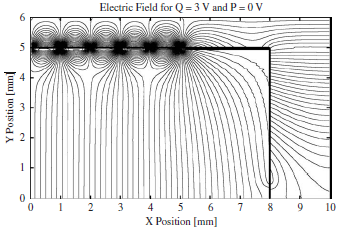 Electric Field for Q = 3 V and P = 0 V
6
5
4
3
2
1
0
Y Position [mm]
0 1 2 3 4 5 6 7 8 9 10
X Position [mm]